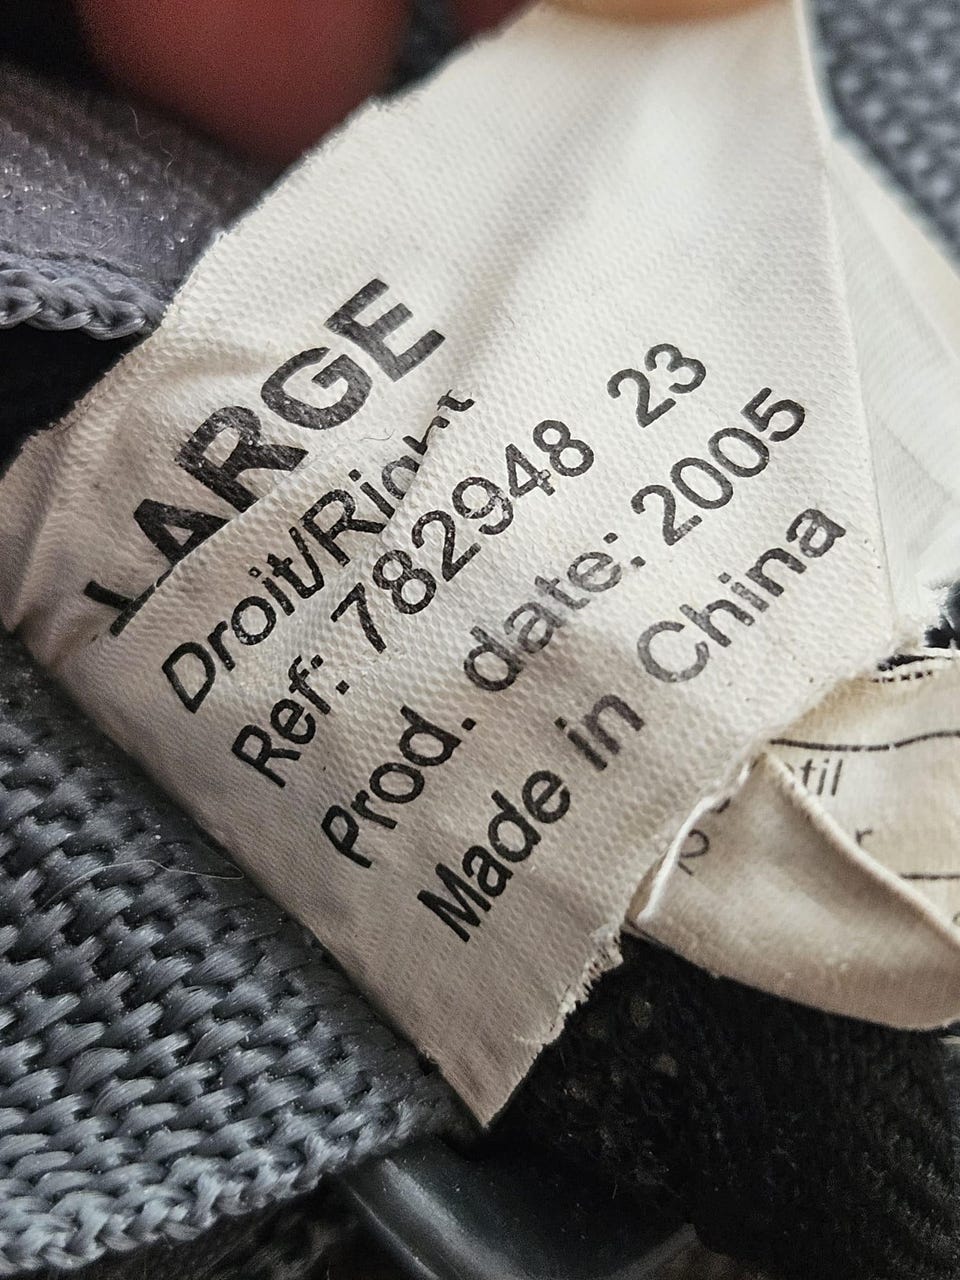 LARGE
Droit/Right
Ref: 782948 23
Prod. date: 2005
Made in China